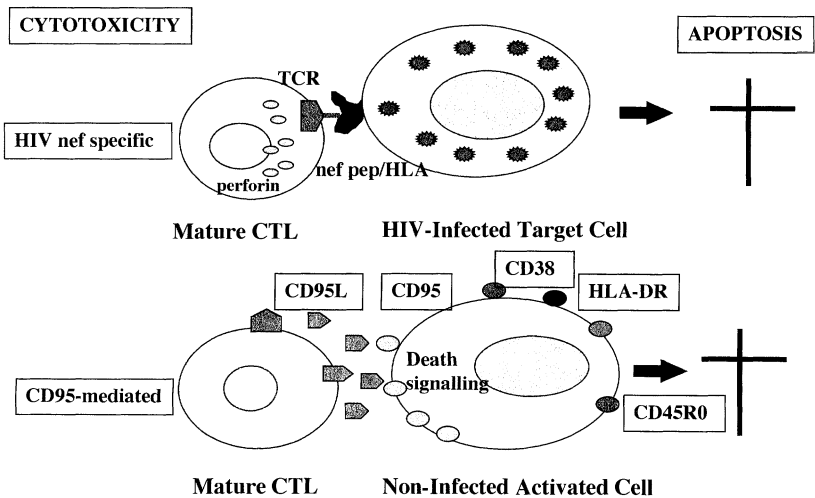 CYTOTOXICITY
APOPTOSIS
TCR
HIV nef specific
perforin
nef pep/HLA
Mature CTL
HIV-Infected Target Cell
CD38
CD95L
CD95
HLA-DR
Death
signalling
CD95-mediated
CD45R0
Mature CTL
Non-Infected Activated Cell